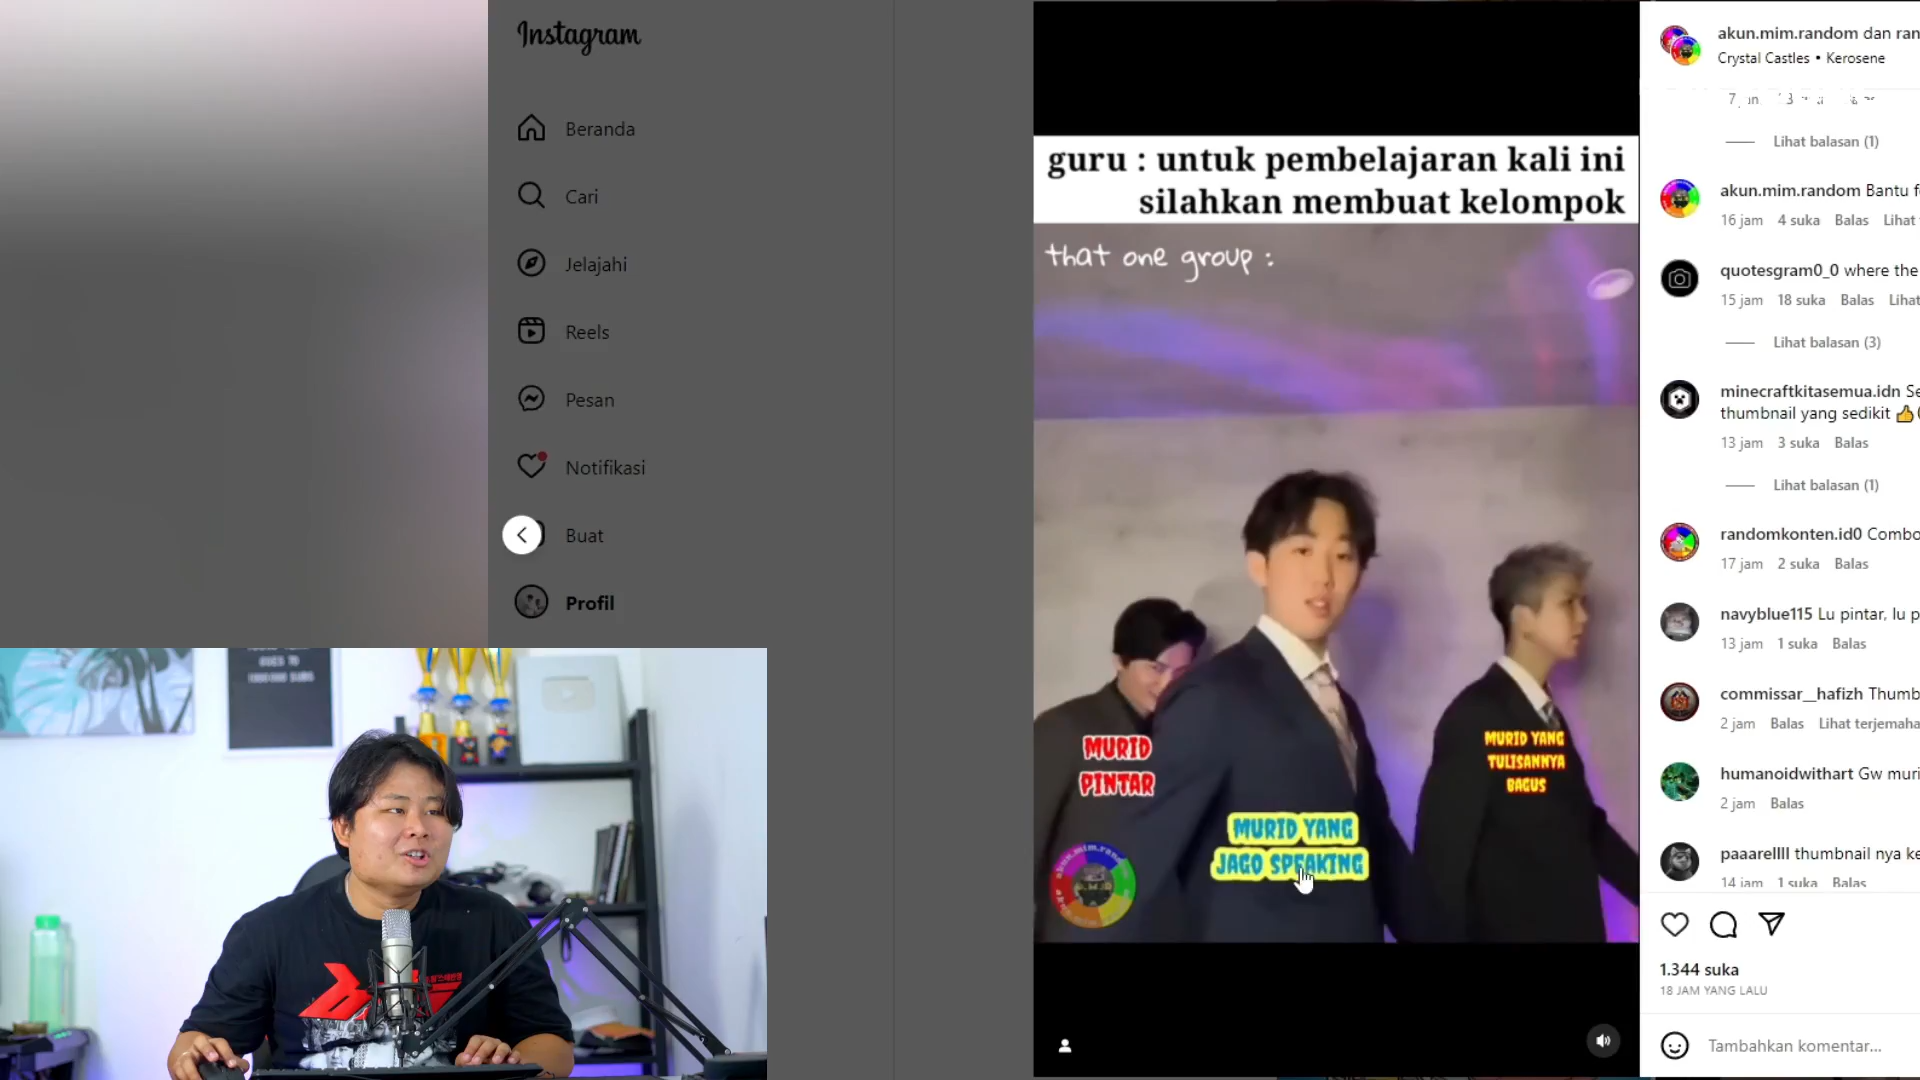 Instagram
Beranda
Cari
Jelajahi
Reels
Pesan
Notifikasi
Buat
Profil
guru : untuk pembelajaran kali ini
silahkan membuat kelompok
that one group :
MURID
PINTAR
MURID YANG
JAGO SPEAKING
MURID YANG
TULISANNYA
BAGUS
akun.mim.random dan ran
Crystal Castles • Kerosene
Lihat balasan (1)
akun.mim.random Bantu f
16 jam 4 suka Balas Lihat
quotesgram0_0 where the
15 jam 18 suka Balas Lihat
Lihat balasan (3)
minecraftkitasemua.idn Se
thumbnail yang sedikit 👍
13 jam 3 suka Balas
Lihat balasan (1)
randomkonten.id0 Combo
17 jam 2 suka Balas
navyblue115 Lu pintar, lu p
13 jam 1 suka Balas
commissar__hafizh Thumb
2 jam Balas Lihat terjemaha
humanoidwithart Gw muri
2 jam Balas
paaarellll thumbnail nya ke
14 jam 1 suka Balas
1.344 suka
18 JAM YANG LALU
Tambahkan komentar...